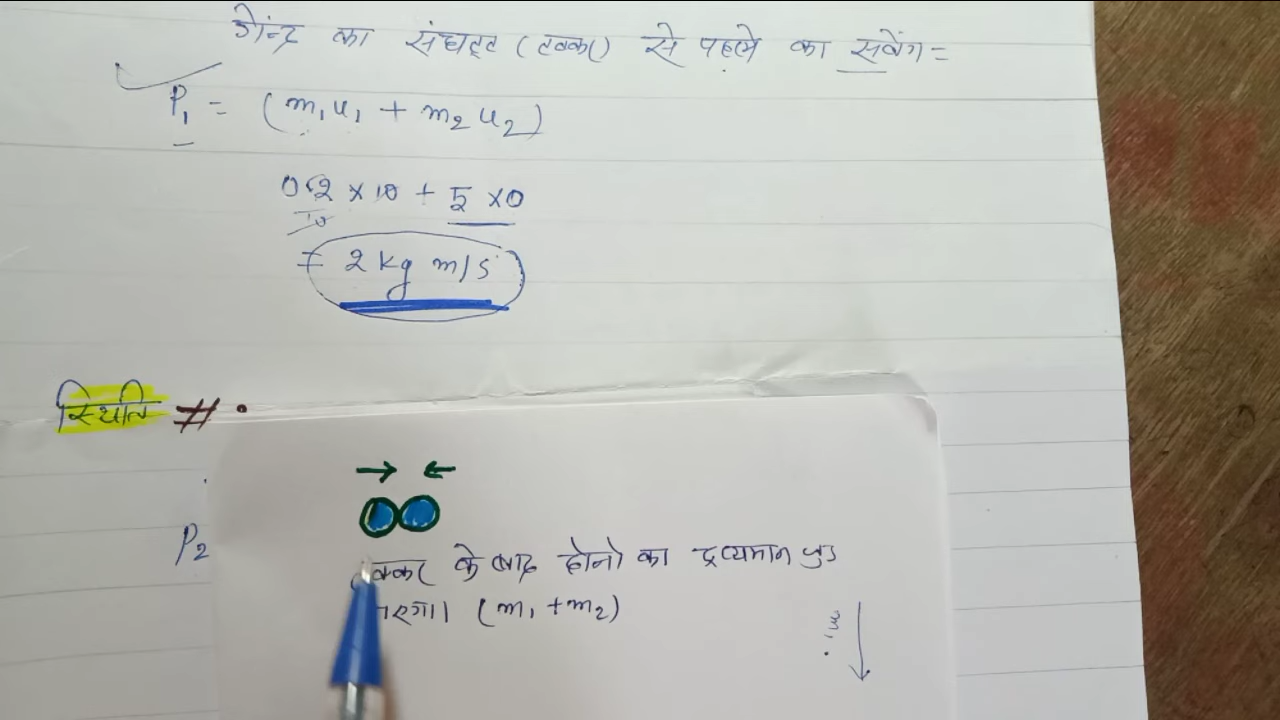 गेन्द्र का संघट्ट (टक्कर) से पहले का सवेंग=
P₁ = (m₁u₁ + m₂u₂)
0.2 × 10 + 5 × 0
= 2 kg m/s
स्थिति #.
P₂
टक्कर के बाद दोनो का द्रव्यमान जुड
जाएगा। (m₁+m₂)